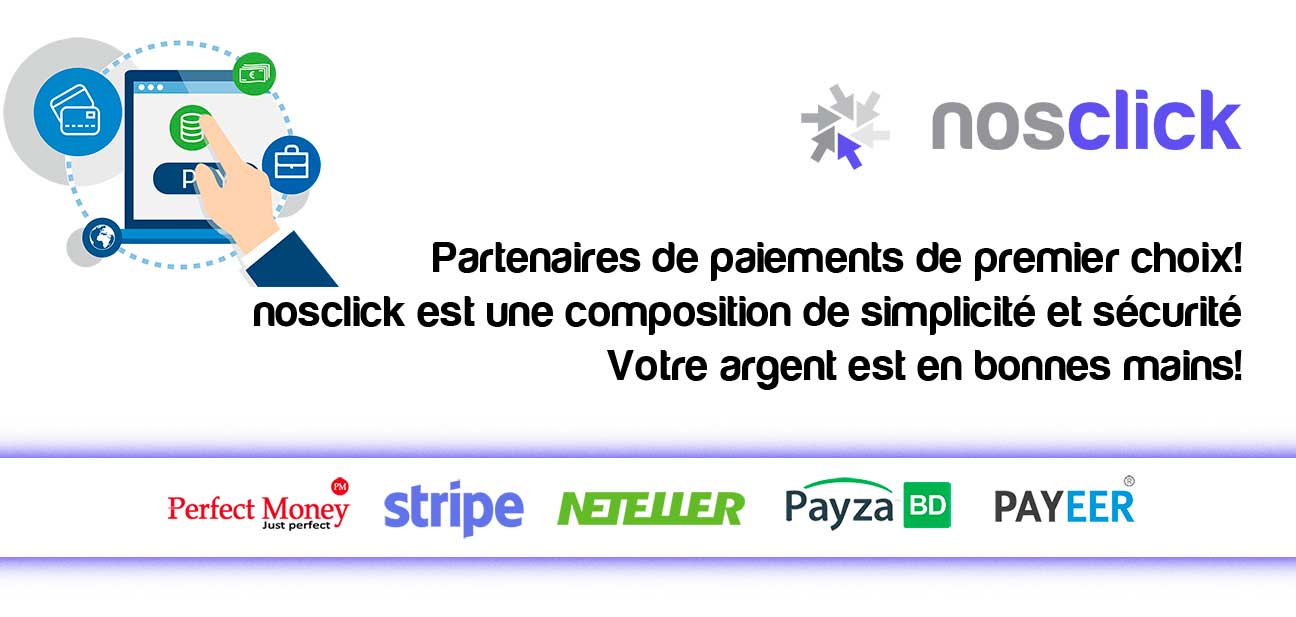 P Y
nosclick
Partenaires de paiements de premier choix!
nosclick est une composition de simplicité et sécurité
Votre argent est en bonnes mains!
Perfect Money PM
Just perfect
stripe
NETELLER
Payza BD
PAYEER®